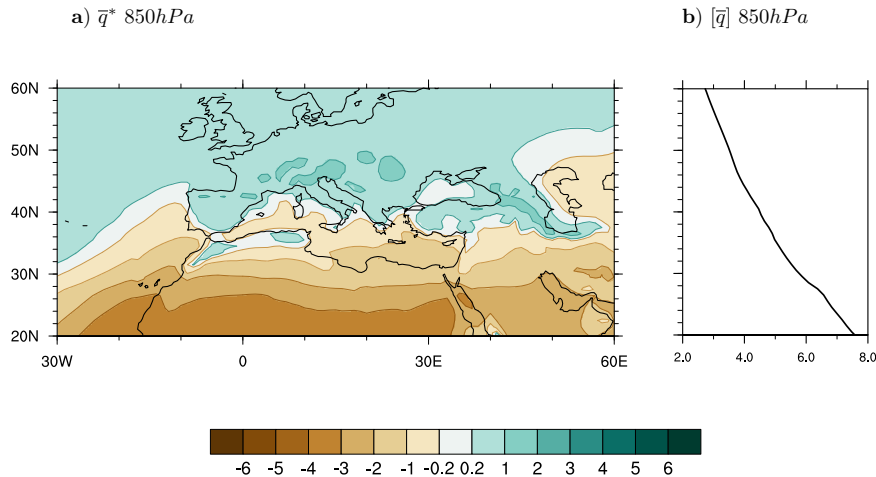 a) q̅* 850hPa
b) [q̅] 850hPa
60N
50N
40N
30N
20N
30W 0 30E 60E
2.0 4.0 6.0 8.0
-6 -5 -4 -3 -2 -1 -0.2 0.2 1 2 3 4 5 6